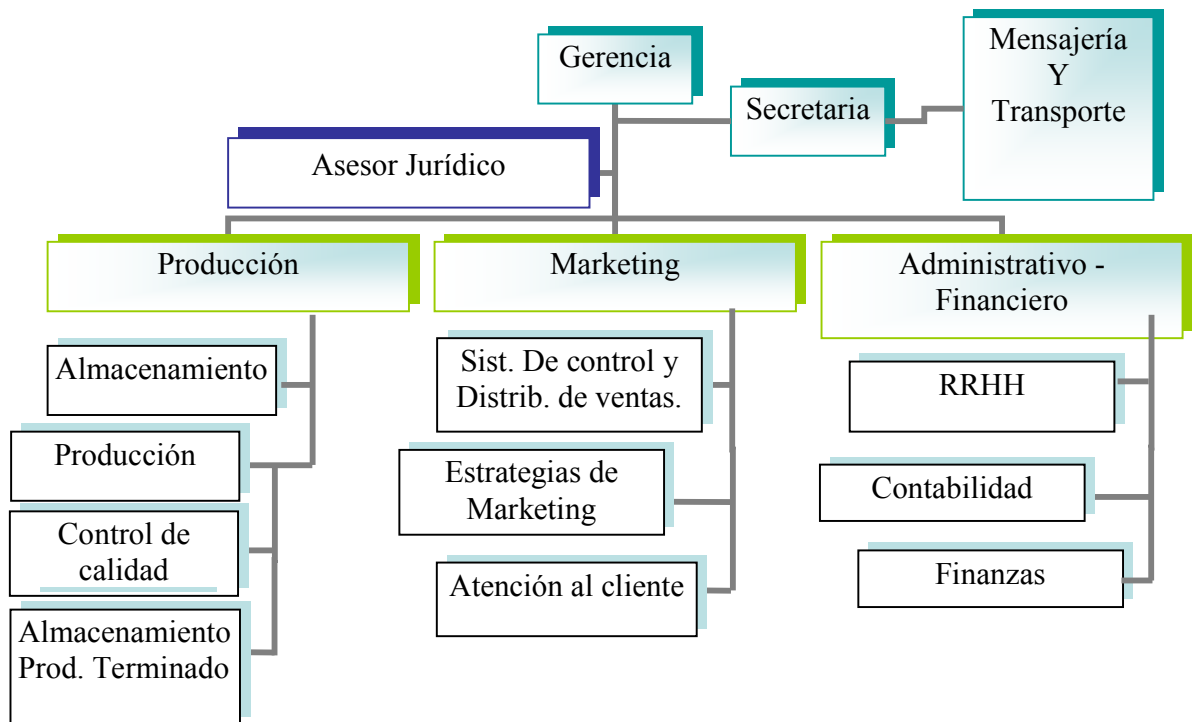 Gerencia
Secretaria
Mensajería
Y
Transporte
Asesor Jurídico
Producción
Marketing
Administrativo -
Financiero
Almacenamiento
Producción
Control de
calidad
Almacenamiento
Prod. Terminado
Sist. De control y
Distrib. de ventas.
Estrategias de
Marketing
Atención al cliente
RRHH
Contabilidad
Finanzas